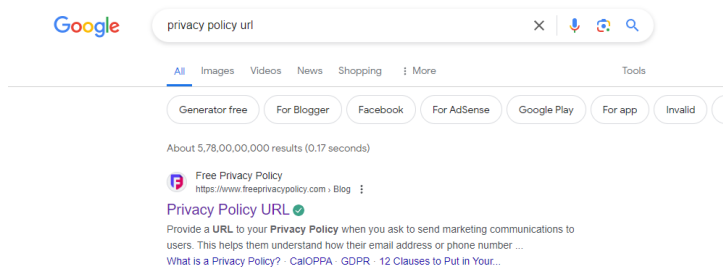 Google
privacy policy url
All Images Videos News Shopping More Tools
Generator free For Blogger Facebook For AdSense Google Play For app Invalid
About 5,78,00,00,000 results (0.17 seconds)
Free Privacy Policy
https://www.freeprivacypolicy.com › Blog
Privacy Policy URL
Provide a URL to your Privacy Policy when you ask to send marketing communications to
users. This helps them understand how their email address or phone number ...
What is a Privacy Policy? · CalOPPA · GDPR · 12 Clauses to Put in Your...